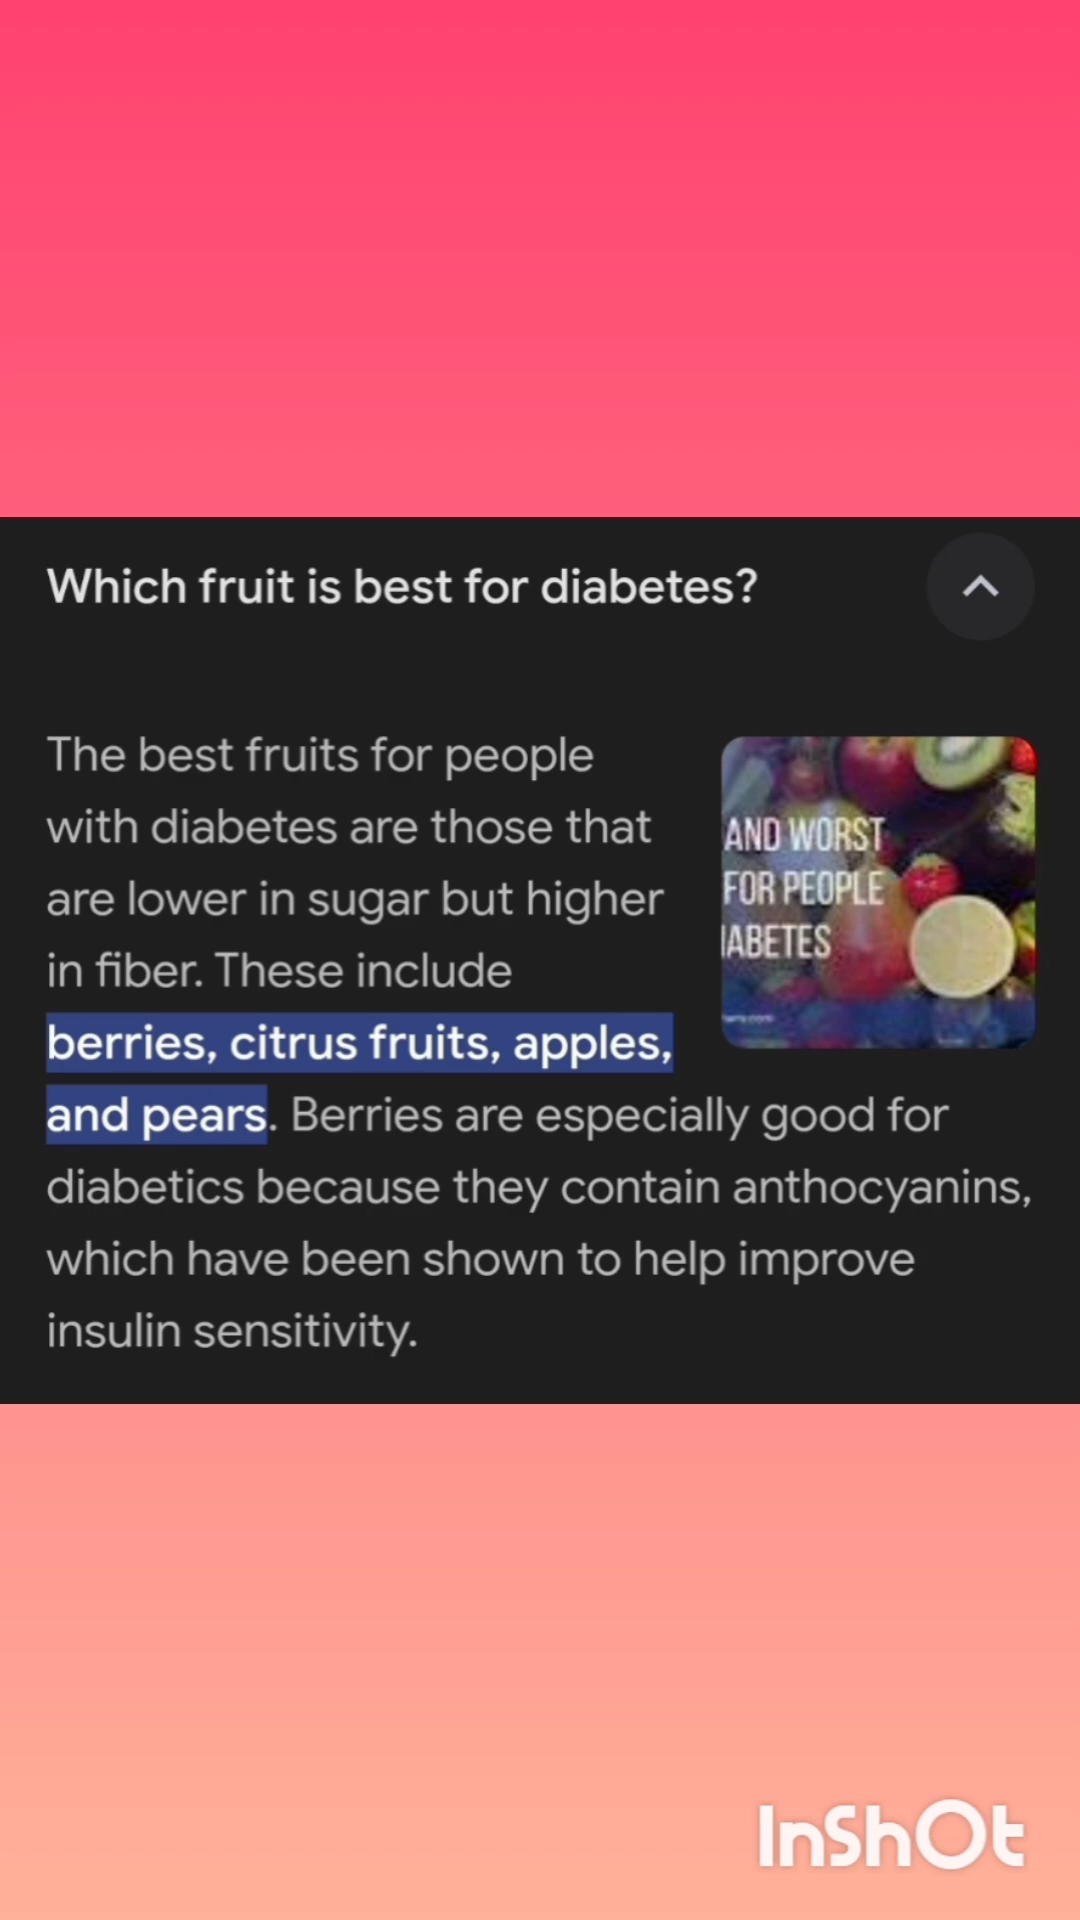 Which fruit is best for diabetes?
The best fruits for people
with diabetes are those that
are lower in sugar but higher
in fiber. These include
berries, citrus fruits, apples,
and pears. Berries are especially good for
diabetics because they contain anthocyanins,
which have been shown to help improve
insulin sensitivity.
AND WORST
FOR PEOPLE
IABETES
InShOt